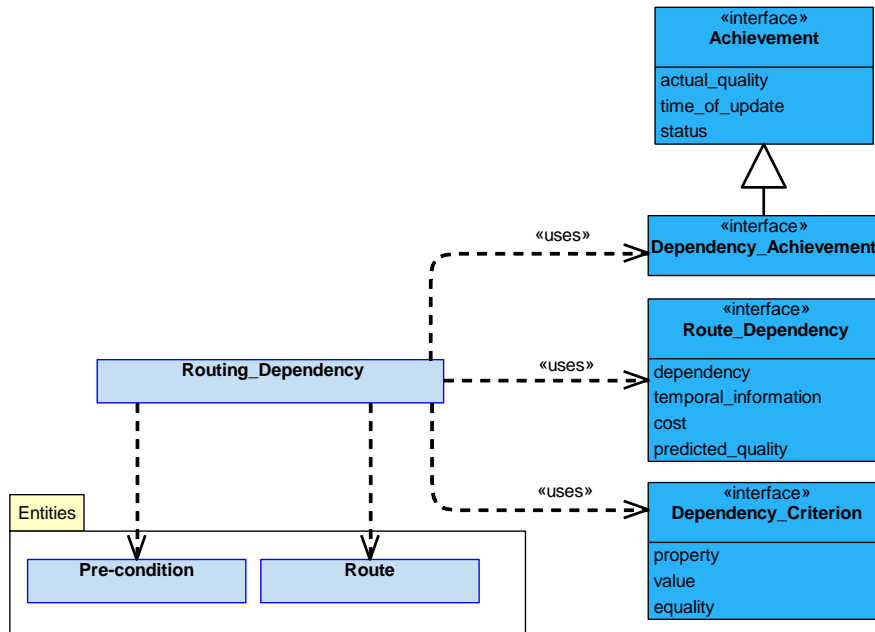 «interface»
Achievement
actual_quality
time_of_update
status
«uses»
«interface»
Dependency_Achievement
«interface»
Route_Dependency
dependency
temporal_information
cost
predicted_quality
Routing_Dependency
«uses»
«uses»
«interface»
Dependency_Criterion
property
value
equality
Entities
Pre-condition
Route